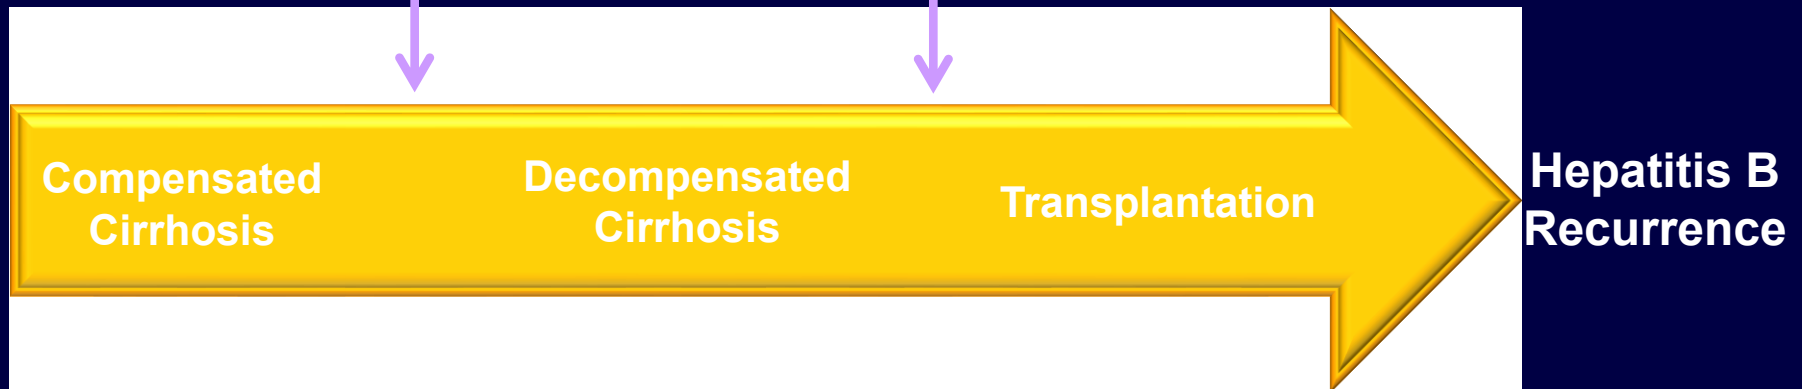 Compensated
Cirrhosis
Decompensated
Cirrhosis
Transplantation
Hepatitis B
Recurrence